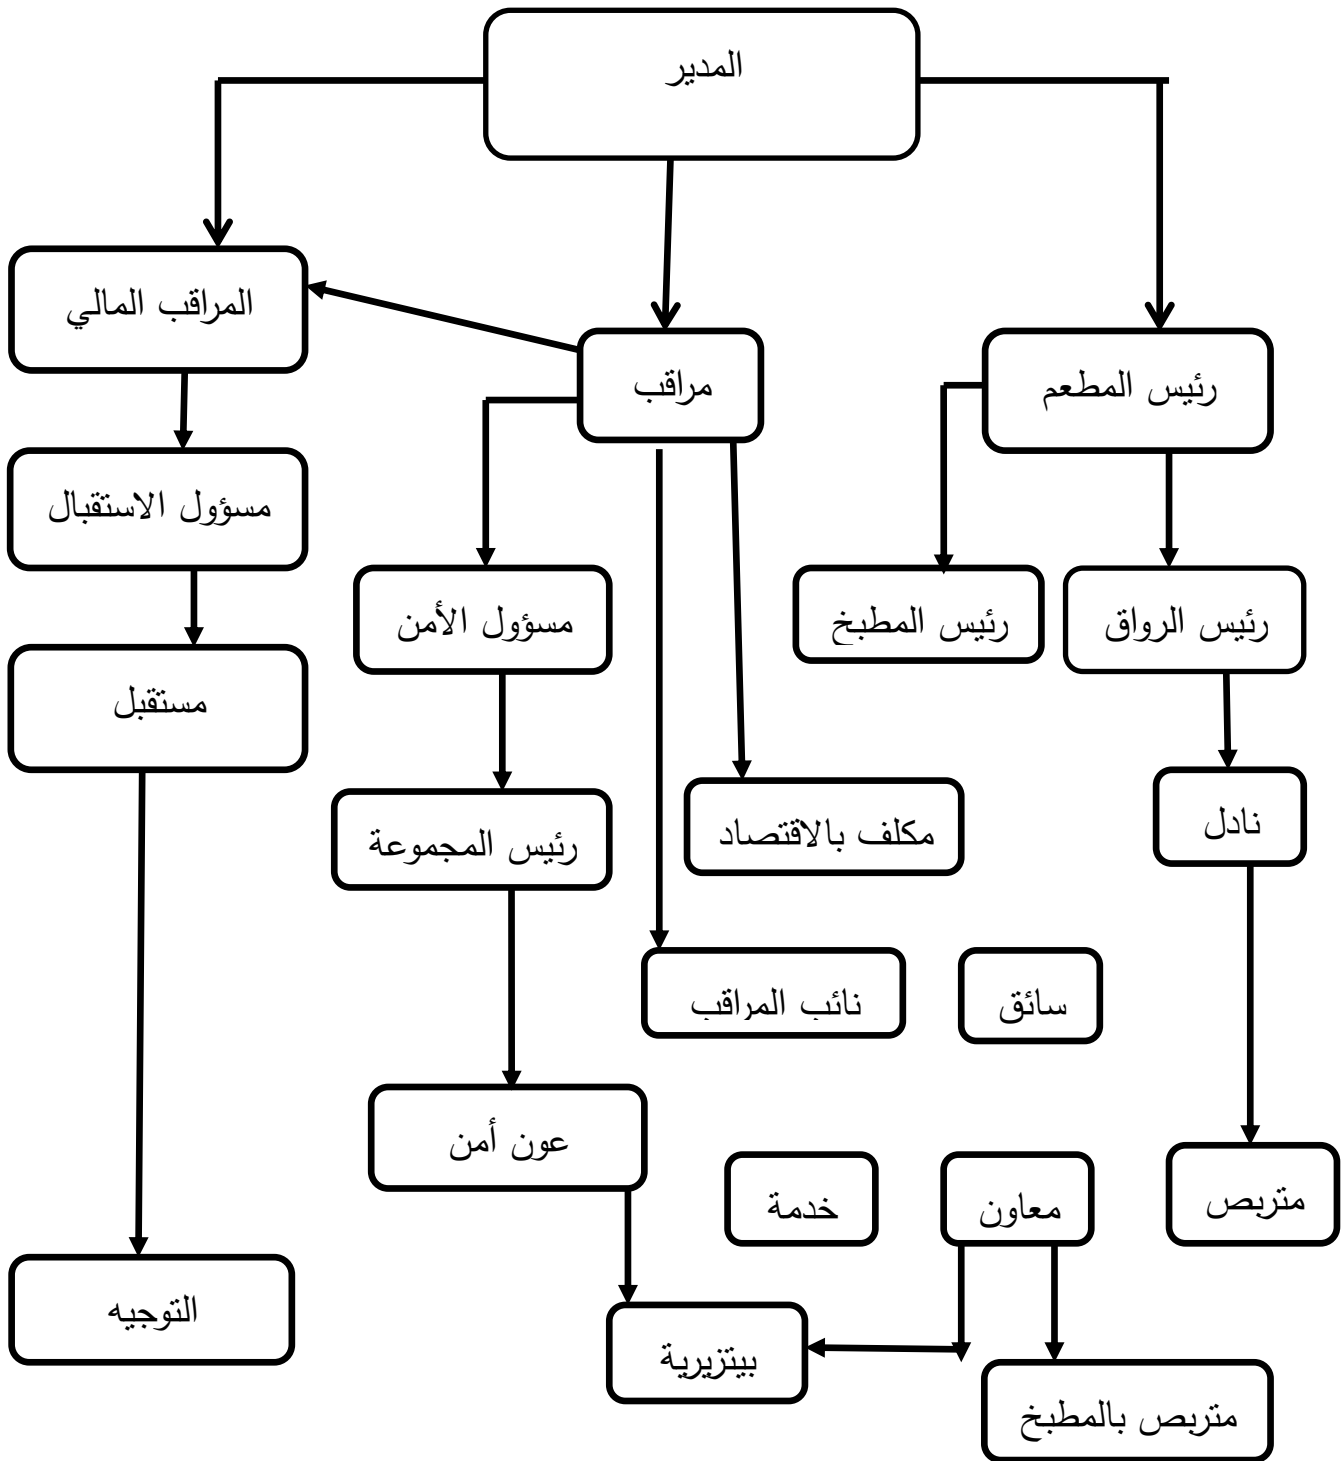 المدير
المراقب المالي
مراقب
رئيس المطعم
مسؤول الاستقبال
مسؤول الأمن
رئيس المطبخ
رئيس الرواق
مستقبل
رئيس المجموعة
مكلف بالاقتصاد
نادل
نائب المراقب
سائق
عون أمن
خدمة
معاون
متربص
التوجيه
بيتزيرية
متربص بالمطبخ